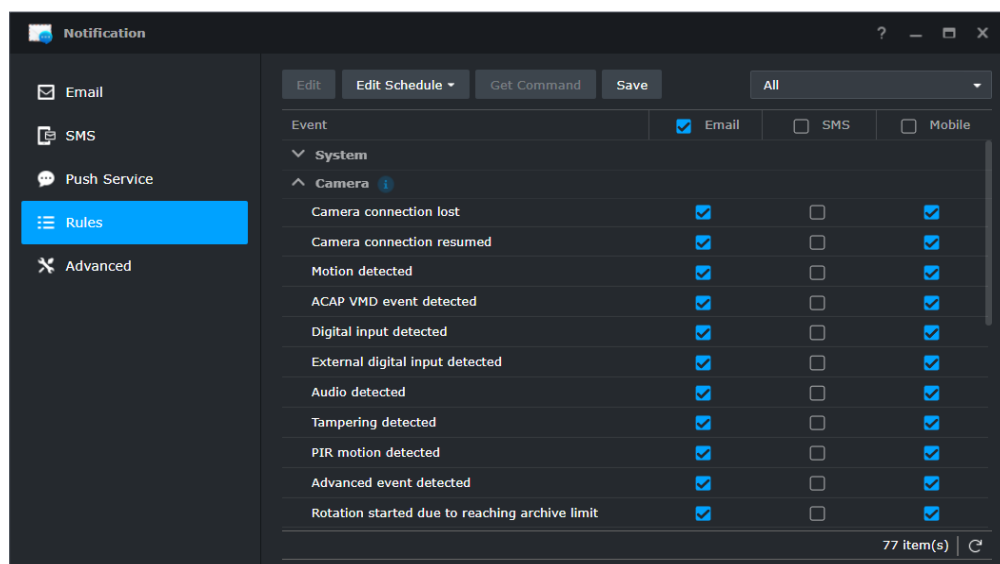 Notification
?
Email
SMS
Push Service
Rules
Advanced
Edit Edit Schedule Get Command Save All
Event Email SMS Mobile
System
Camera i
Camera connection lost
Camera connection resumed
Motion detected
ACAP VMD event detected
Digital input detected
External digital input detected
Audio detected
Tampering detected
PIR motion detected
Advanced event detected
Rotation started due to reaching archive limit
77 item(s)